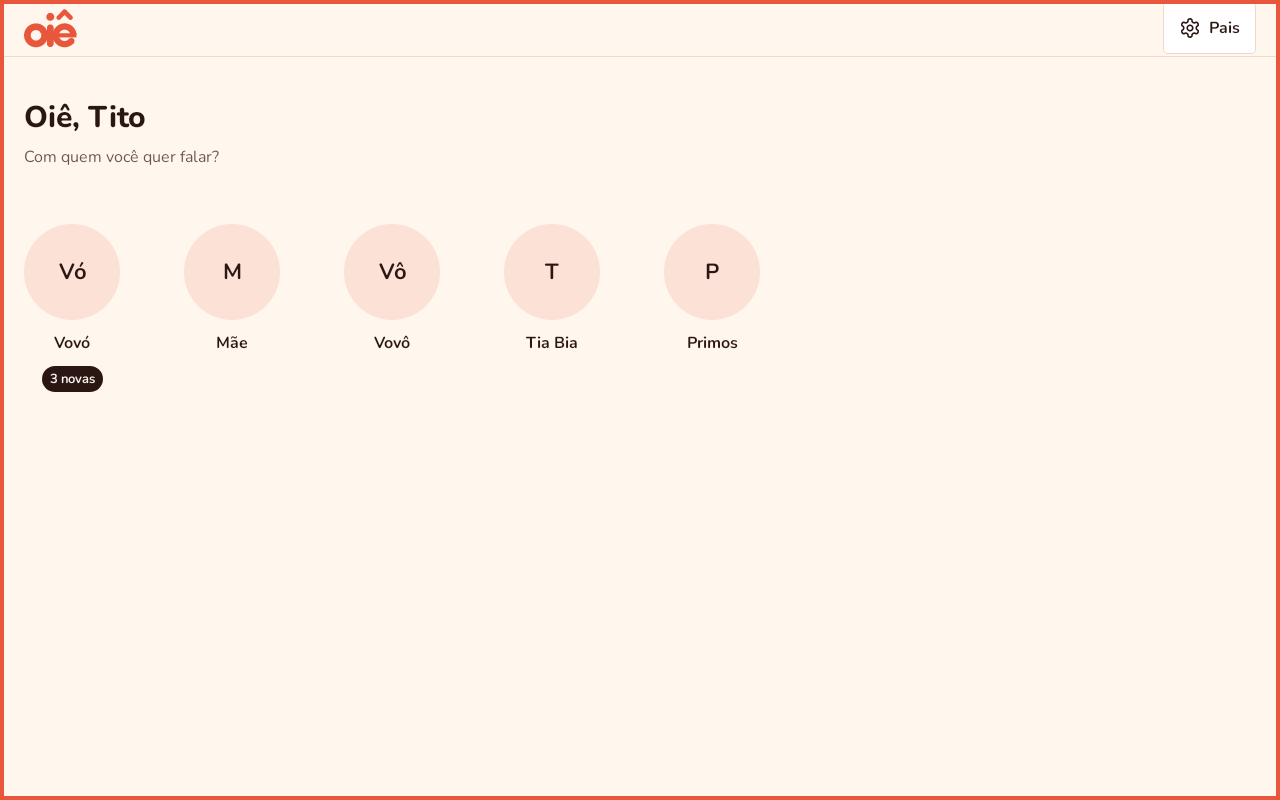 oiê
Pais
Oiê, Tito
Com quem você quer falar?
Vó
M
Vô
T
P
Vovó
Mãe
Vovô
Tia Bia
Primos
3 novas